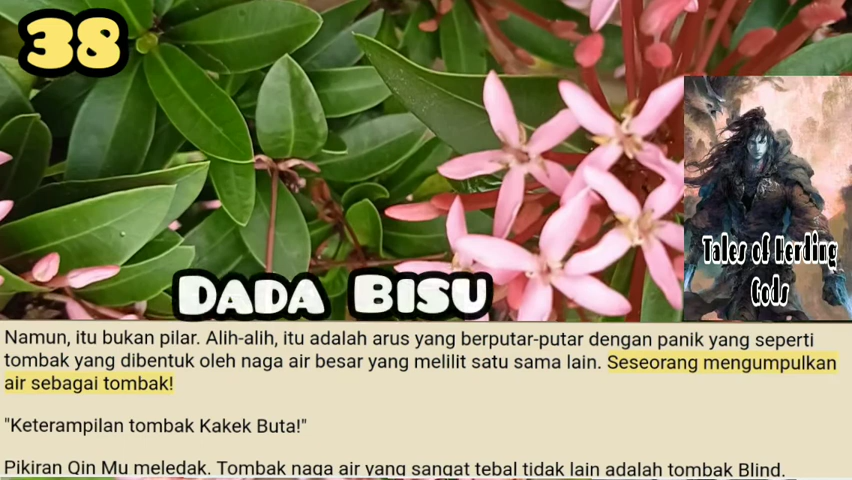 38
Tales of Herding
Gods
DADA BISU
Namun, itu bukan pilar. Alih-alih, itu adalah arus yang berputar-putar dengan panik yang seperti
tombak yang dibentuk oleh naga air besar yang melilit satu sama lain. Seseorang mengumpulkan
air sebagai tombak!
"Keterampilan tombak Kakek Buta!"
Pikiran Qin Mu meledak. Tombak naga air yang sangat tebal tidak lain adalah tombak Blind.